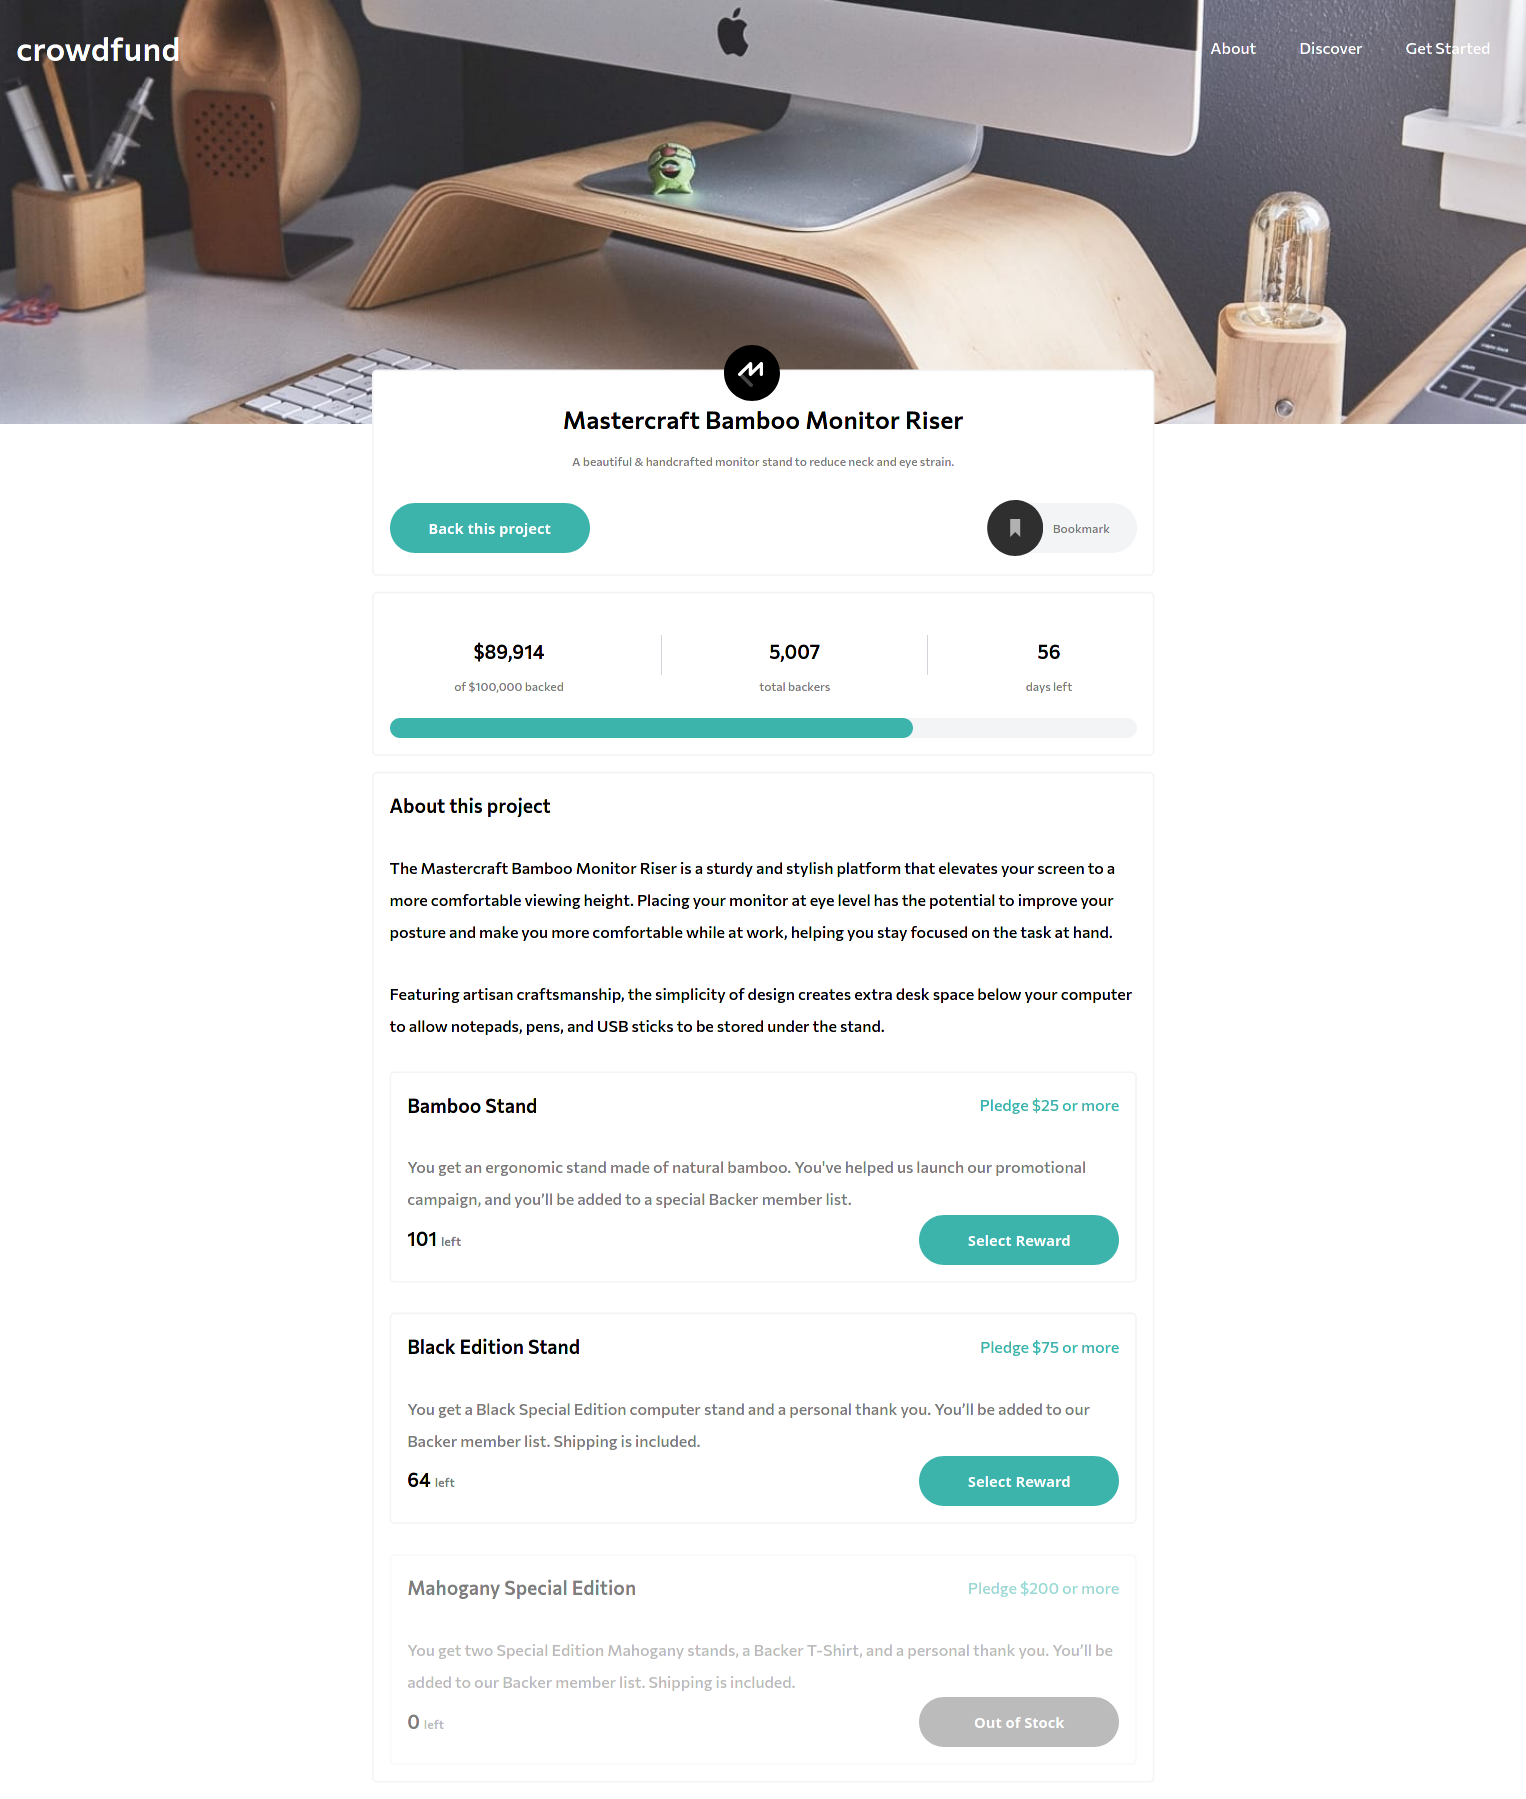 crowdfund
About
Discover
Get Started
Mastercraft Bamboo Monitor Riser
A beautiful & handcrafted monitor stand to reduce neck and eye strain.
Back this project
Bookmark
$89,914
of $100,000 backed
5,007
total backers
56
days left
About this project
The Mastercraft Bamboo Monitor Riser is a sturdy and stylish platform that elevates your screen to a
more comfortable viewing height. Placing your monitor at eye level has the potential to improve your
posture and make you more comfortable while at work, helping you stay focused on the task at hand.
Featuring artisan craftsmanship, the simplicity of design creates extra desk space below your computer
to allow notepads, pens, and USB sticks to be stored under the stand.
Bamboo Stand
Pledge $25 or more
You get an ergonomic stand made of natural bamboo. You've helped us launch our promotional
campaign, and you’ll be added to a special Backer member list.
101 left
Select Reward
Black Edition Stand
Pledge $75 or more
You get a Black Special Edition computer stand and a personal thank you. You’ll be added to our
Backer member list. Shipping is included.
64 left
Select Reward
Mahogany Special Edition
Pledge $200 or more
You get two Special Edition Mahogany stands, a Backer T-Shirt, and a personal thank you. You’ll be
added to our Backer member list. Shipping is included.
0 left
Out of Stock